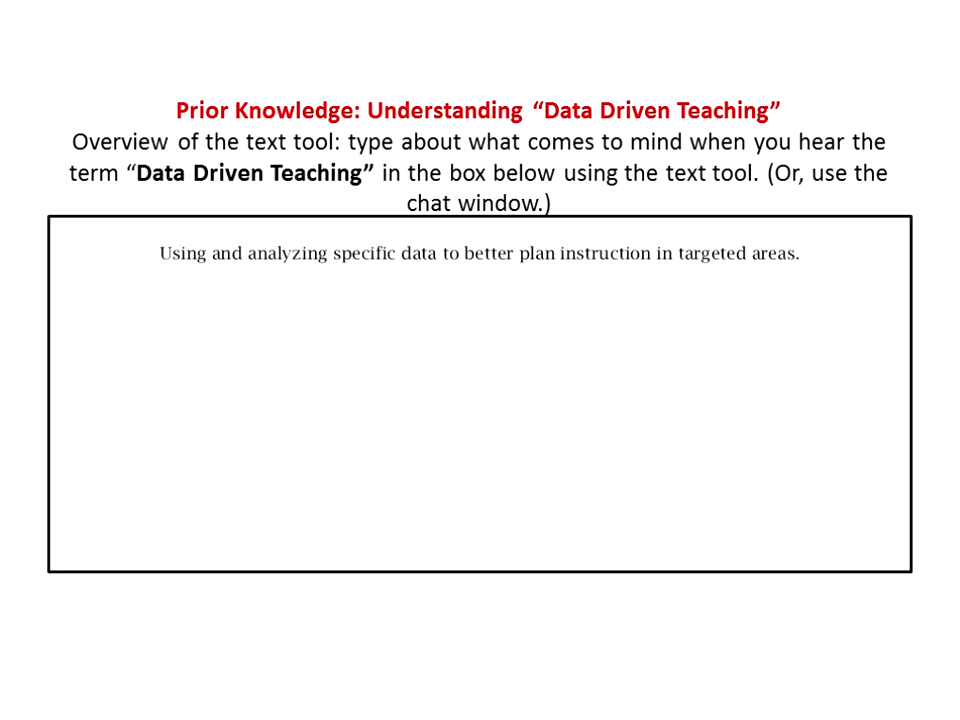 Prior Knowledge: Understanding “Data Driven Teaching”
Overview of the text tool: type about what comes to mind when you hear the
term “Data Driven Teaching” in the box below using the text tool. (Or, use the
chat window.)
Using and analyzing specific data to better plan instruction in targeted areas.